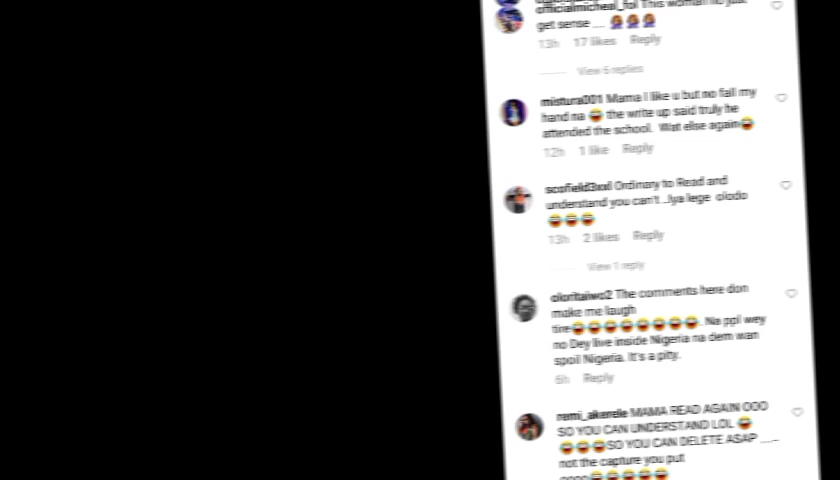 officialmicheal_fol This woman no just
get sense .... 🤦‍♀️🤦‍♀️🤦‍♀️
13h 17 likes Reply
View 6 replies
mistura001 Mama I like u but no fall my
hand na 😂 the write up said truly he
attended the school. Wat else again😂
12h 1 like Reply
scofield3xxl Ordinary to Read and
understand you can't ..Iya lege olodo
😂😂😂
13h 2 likes Reply
View 1 reply
oloritaiwo2 The comments here don
make me laugh
tire😂😂😂😂😂😂😂😂. Na ppl wey
no Dey live inside Nigeria na dem wan
spoil Nigeria. It's a pity.
6h Reply
remi_akerele MAMA READ AGAIN OOO
SO YOU CAN UNDERSTAND LOL 😂
😂😂😂SO YOU CAN DELETE ASAP .....
not the capture you put
oooo😂😂😂😂😂